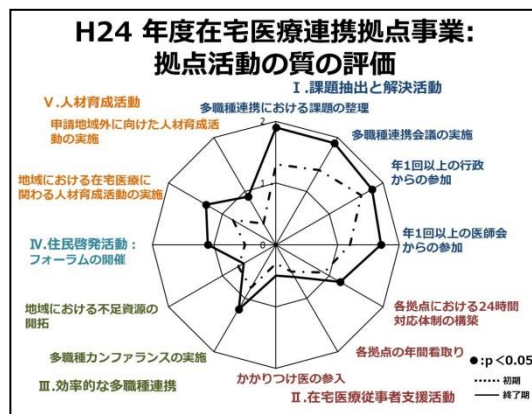 H24 年度在宅医療連携拠点事業:
拠点活動の質の評価
Ⅰ.課題抽出と解決活動
多職種連携における課題の整理
多職種連携会議の実施
年1回以上の行政
からの参加
年1回以上の医師会
からの参加
各拠点における24時間
対応体制の構築
各拠点の年間看取り
かかりつけ医の参入
Ⅱ.在宅医療従事者支援活動
●:p<0.05
初期
終了期
Ⅴ.人材育成活動
申請地域外に向けた人材育成活
動の実施
地域における在宅医療に
関わる人材育成活動の実施
Ⅳ.住民啓発活動:
フォーラムの開催
地域における不足資源の
開拓
多職種カンファランスの実施
Ⅲ.効率的な多職種連携
2
1
0